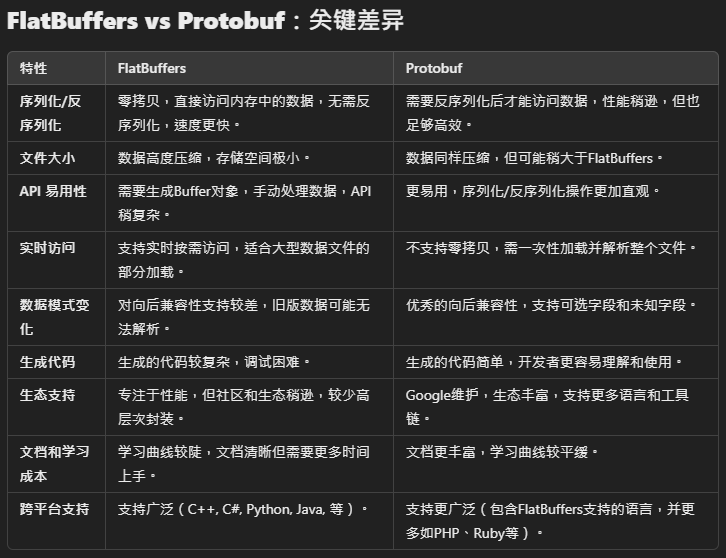 FlatBuffers vs Protobuf：关键差异
特性 FlatBuffers Protobuf
序列化/反 零拷贝，直接访问内存中的数据，无需反 需要反序列化后才能访问数据，性能稍逊，但也
序列化 序列化，速度更快。 足够高效。
文件大小 数据高度压缩，存储空间极小。 数据同样压缩，但可能稍大于FlatBuffers。
API 易用性 需要生成Buffer对象，手动处理数据，API 更易用，序列化/反序列化操作更加直观。
稍复杂。
实时访问 支持实时按需访问，适合大型数据文件的 不支持零拷贝，需一次性加载并解析整个文件。
部分加载。
数据模式变 对向后兼容性支持较差，旧版数据可能无 优秀的向后兼容性，支持可选字段和未知字段。
化 法解析。
生成代码 生成的代码较复杂，调试困难。 生成的代码简单，开发者更容易理解和使用。
生态支持 专注于性能，但社区和生态稍逊，较少高 Google维护，生态丰富，支持更多语言和工具
层次封装。 链。
文档和学习 学习曲线较陡，文档清晰但需要更多时间 文档更丰富，学习曲线较平缓。
成本 上手。
跨平台支持 支持广泛（C++, C#, Python, Java, 等）。 支持更广泛（包含FlatBuffers支持的语言，并更
多如PHP、Ruby等）。